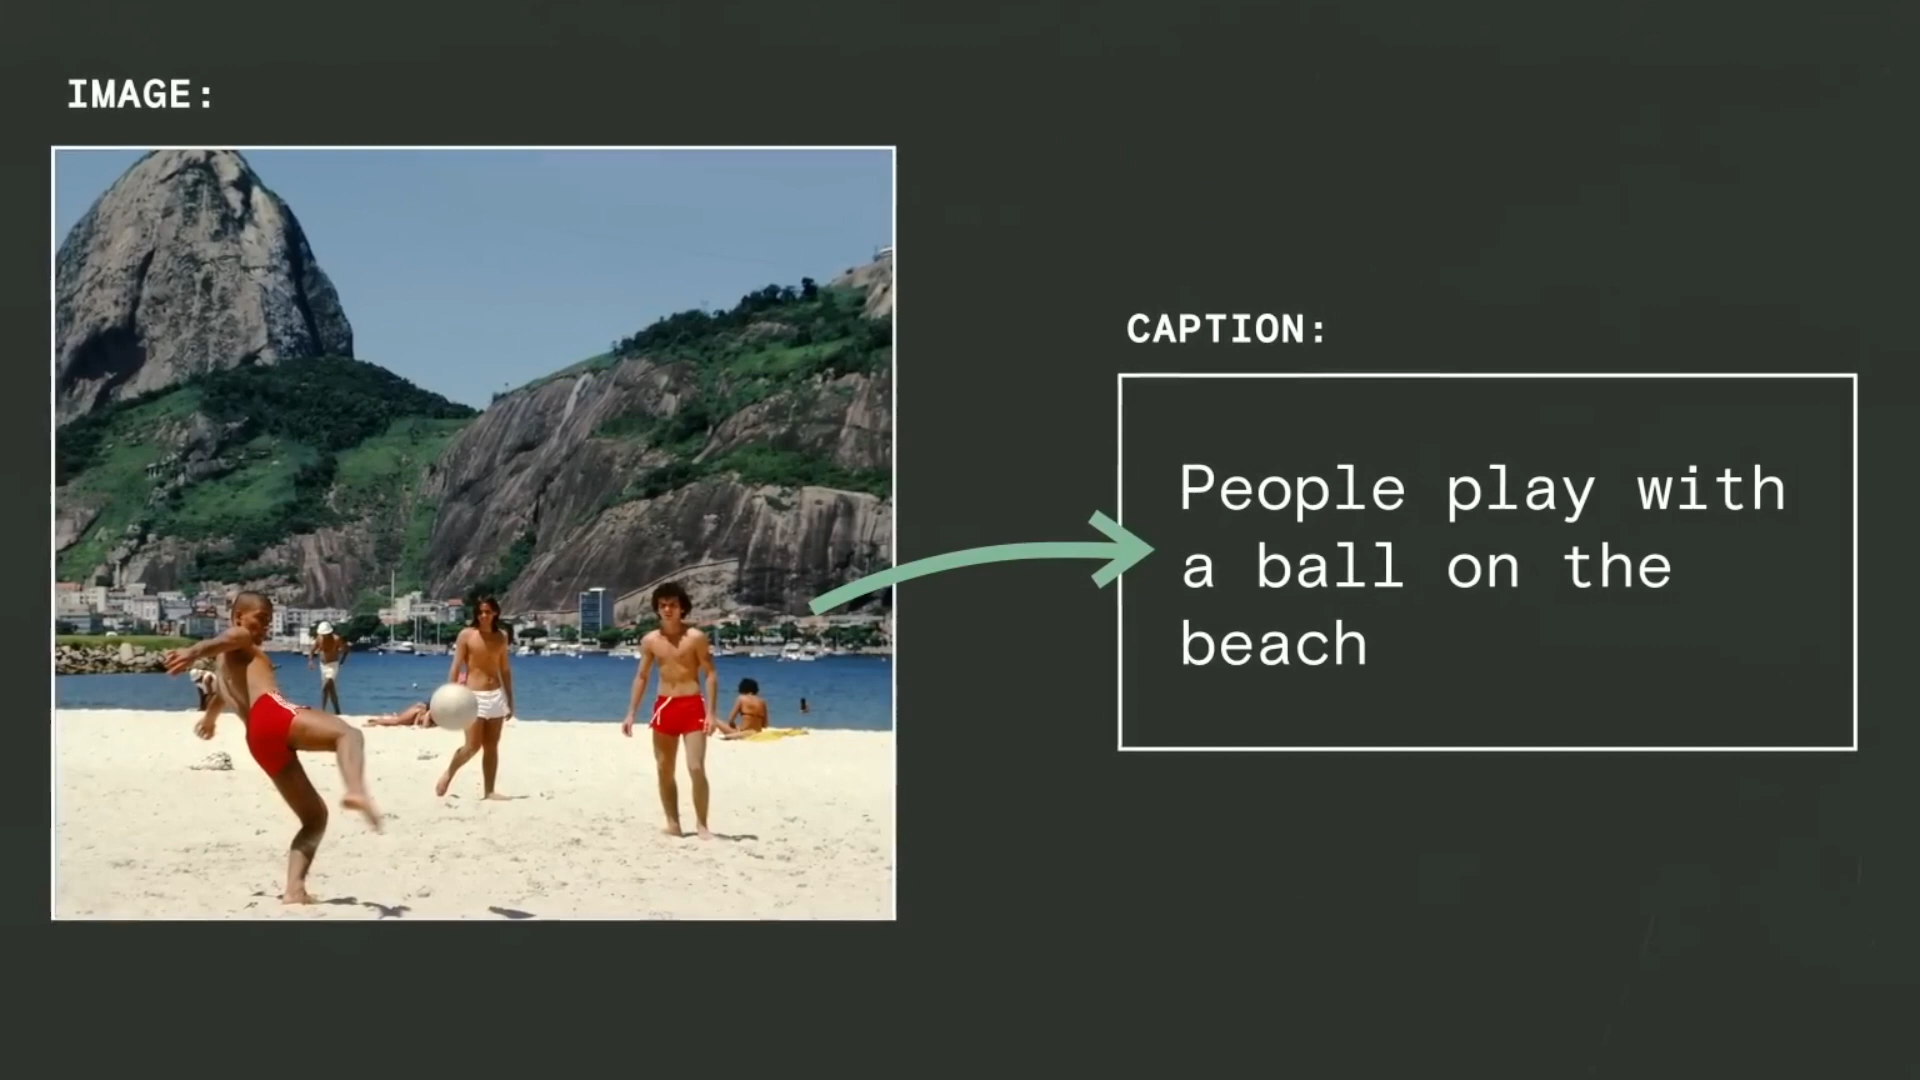 IMAGE:
CAPTION:
People play with
a ball on the
beach